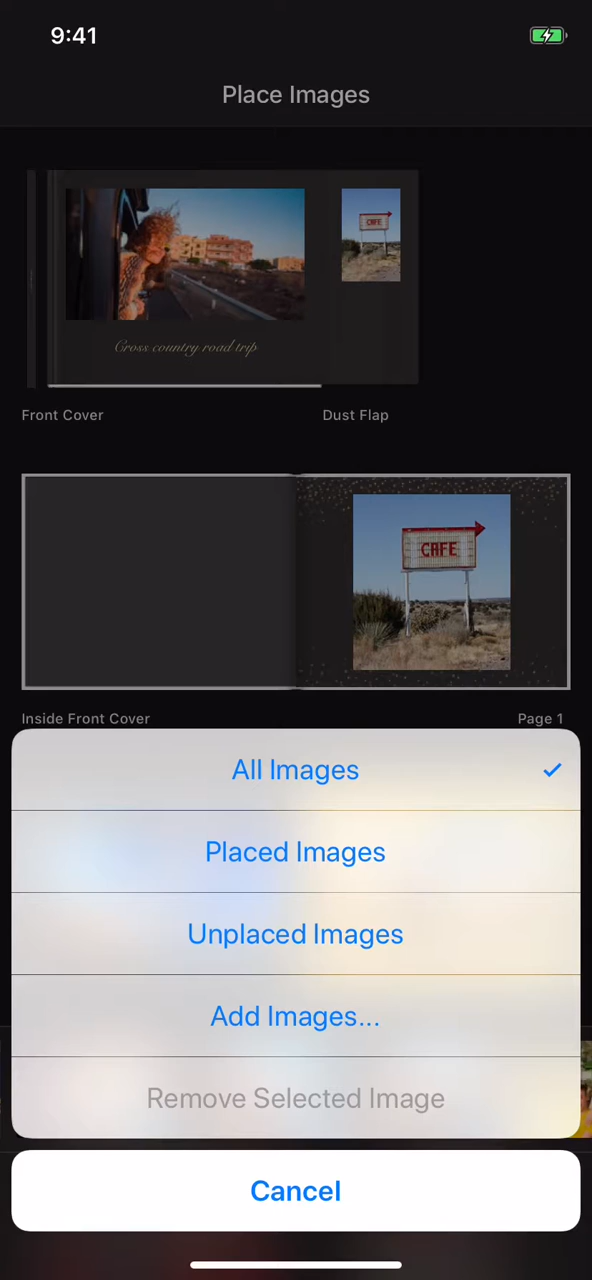 9:41
Place Images
CAFE
CAFE
Cross country road trip
Front Cover
Dust Flap
CAFE
Inside Front Cover
Page 1
All Images
Placed Images
Unplaced Images
Add Images...
Remove Selected Image
Cancel